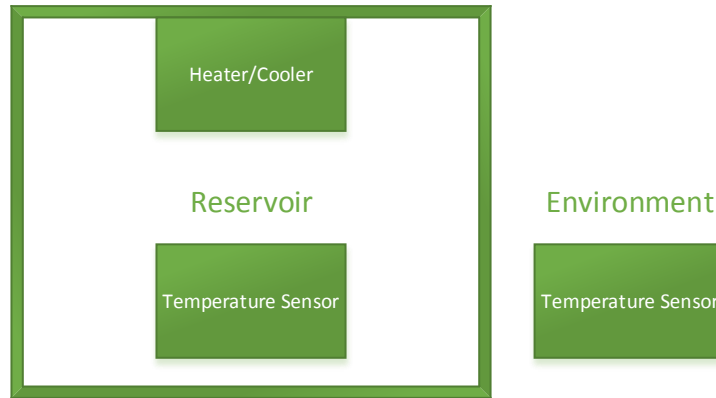 Heater/Cooler
Reservoir
Environment
Temperature Sensor
Temperature Sensor